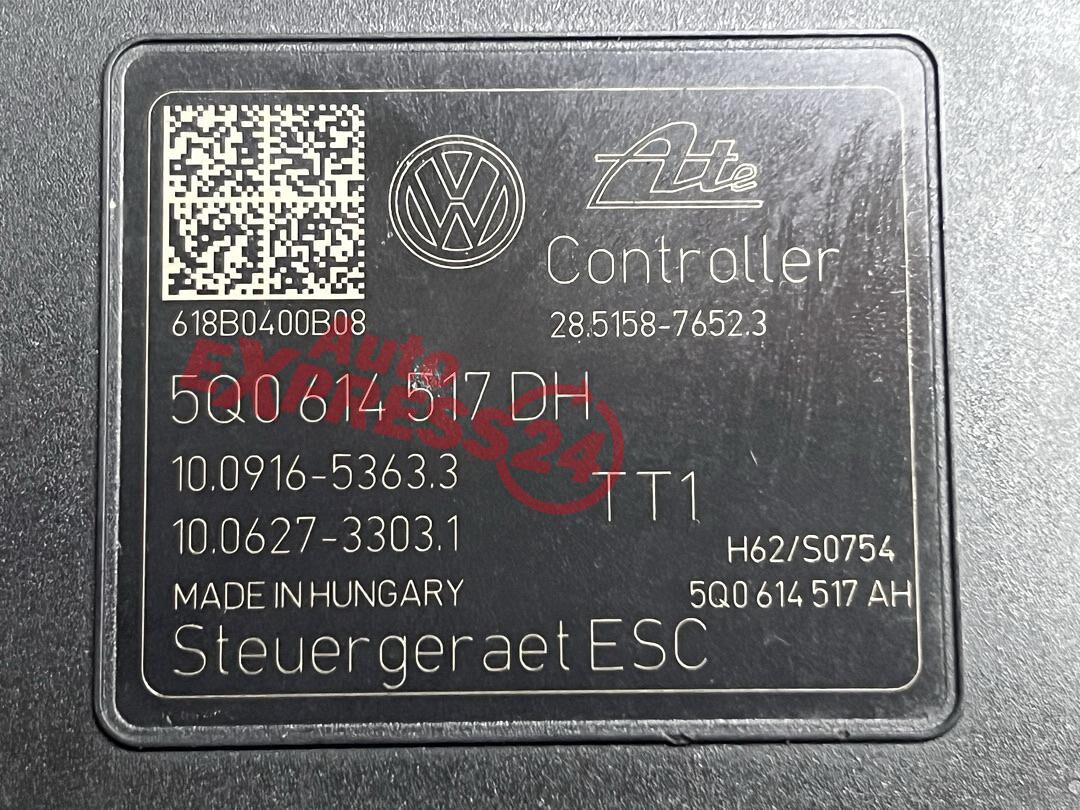 Ate
Controller
618B0400B08
28.5158-7652.3
Auto
EXPRESS24
5Q0 614 517 DH
10.0916-5363.3
10.0627-3303.1
TT1
H62/S0754
MADE IN HUNGARY
5Q0 614 517 AH
Steuergeraet ESC